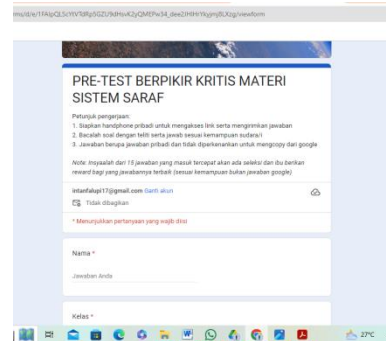 PRE-TEST BERPIKIR KRITIS MATERI
SISTEM SARAF
Petunjuk pengerjaan:
1. Siapkan handphone pribadi untuk mengakses link serta mengirimkan jawaban
2. Bacalah soal dengan teliti serta jawab sesuai kemampuan sudara/i
3. Jawaban berupa jawaban pribadi dan tidak diperkenankan untuk mengcopy dari google
Note: Insyaalah dari 15 jawaban yang masuk tercepat akan ada seleksi dan ibu berikan
reward bagi yang jawabannya terbaik (sesuai kemampuan bukan jawaban google)
intanfalupi17@gmail.com Ganti akun
Tidak dibagikan
* Menunjukkan pertanyaan yang wajib diisi
Nama *
Jawaban Anda
Kelas *
27°C